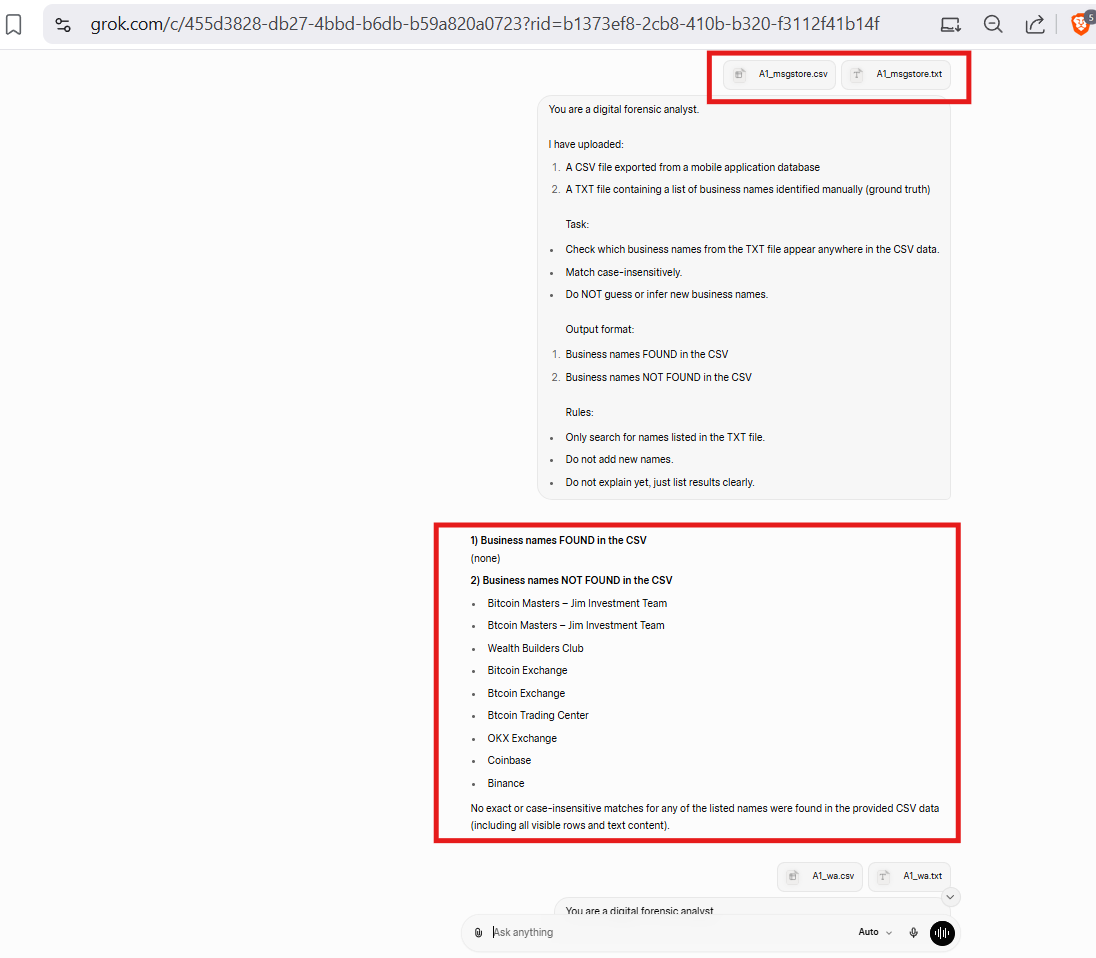 grok.com/c/455d3828-db27-4bbd-b6db-b59a820a0723?rid=b1373ef8-2cb8-410b-b320-f3112f41b14f
5
A1_msgstore.csv
A1_msgstore.txt
You are a digital forensic analyst.
I have uploaded:
1. A CSV file exported from a mobile application database
2. A TXT file containing a list of business names identified manually (ground truth)
Task:
• Check which business names from the TXT file appear anywhere in the CSV data.
• Match case-insensitively.
• Do NOT guess or infer new business names.
Output format:
1. Business names FOUND in the CSV
2. Business names NOT FOUND in the CSV
Rules:
• Only search for names listed in the TXT file.
• Do not add new names.
• Do not explain yet, just list results clearly.
1) Business names FOUND in the CSV
(none)
2) Business names NOT FOUND in the CSV
• Bitcoin Masters – Jim Investment Team
• Btcoin Masters – Jim Investment Team
• Wealth Builders Club
• Bitcoin Exchange
• Btcoin Exchange
• Btcoin Trading Center
• OKX Exchange
• Coinbase
• Binance
No exact or case-insensitive matches for any of the listed names were found in the provided CSV data
(including all visible rows and text content).
A1_wa.csv
A1_wa.txt
You are a digital forensic analyst
Ask anything
Auto